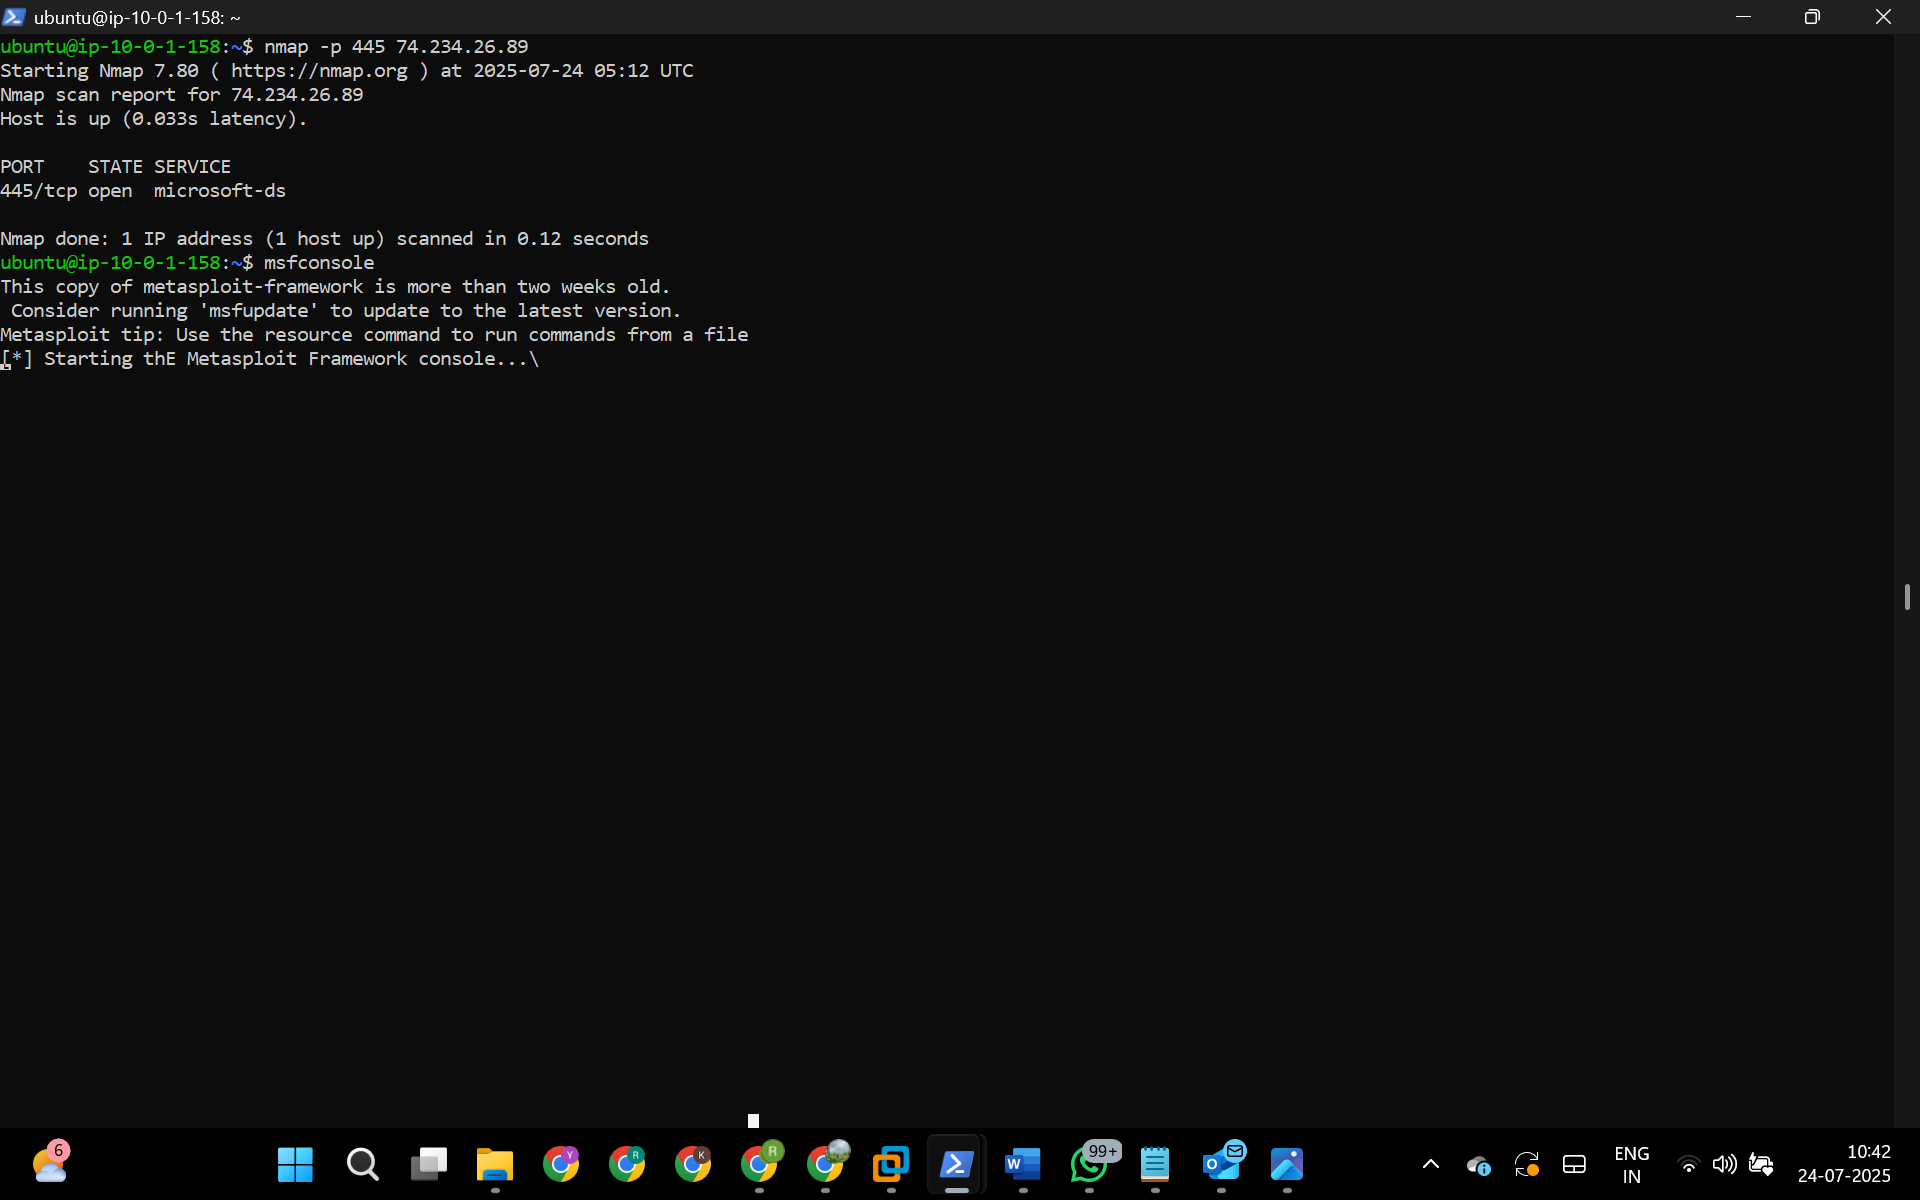 ubuntu@ip-10-0-1-158: ~
ubuntu@ip-10-0-1-158:~$ nmap -p 445 74.234.26.89
Starting Nmap 7.80 ( https://nmap.org ) at 2025-07-24 05:12 UTC
Nmap scan report for 74.234.26.89
Host is up (0.033s latency).
PORT    STATE SERVICE
445/tcp open  microsoft-ds
Nmap done: 1 IP address (1 host up) scanned in 0.12 seconds
ubuntu@ip-10-0-1-158:~$ msfconsole
This copy of metasploit-framework is more than two weeks old.
 Consider running 'msfupdate' to update to the latest version.
Metasploit tip: Use the resource command to run commands from a file
[*] Starting thE Metasploit Framework console...\
6
Y
R
K
R
W
99+
O
ENG
IN
10:42
24-07-2025